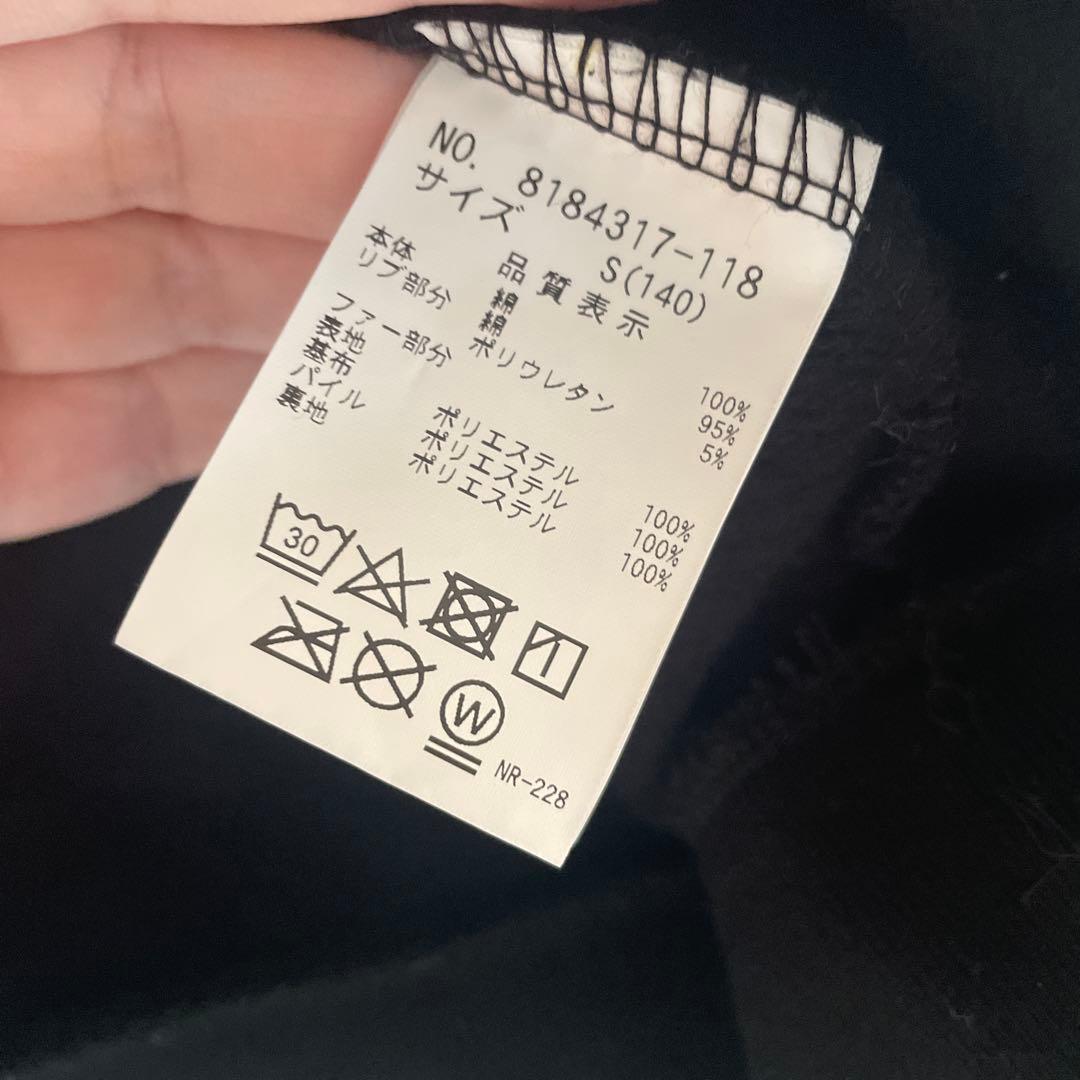 NO. 8184317-118
サイズ S(140)
品質表示
本体 綿 100%
リブ部分 綿 95%
ポリウレタン 5%
ファー部分
表地
基布 ポリエステル 100%
パイル ポリエステル 100%
裏地 ポリエステル 100%
30
W
NR-228